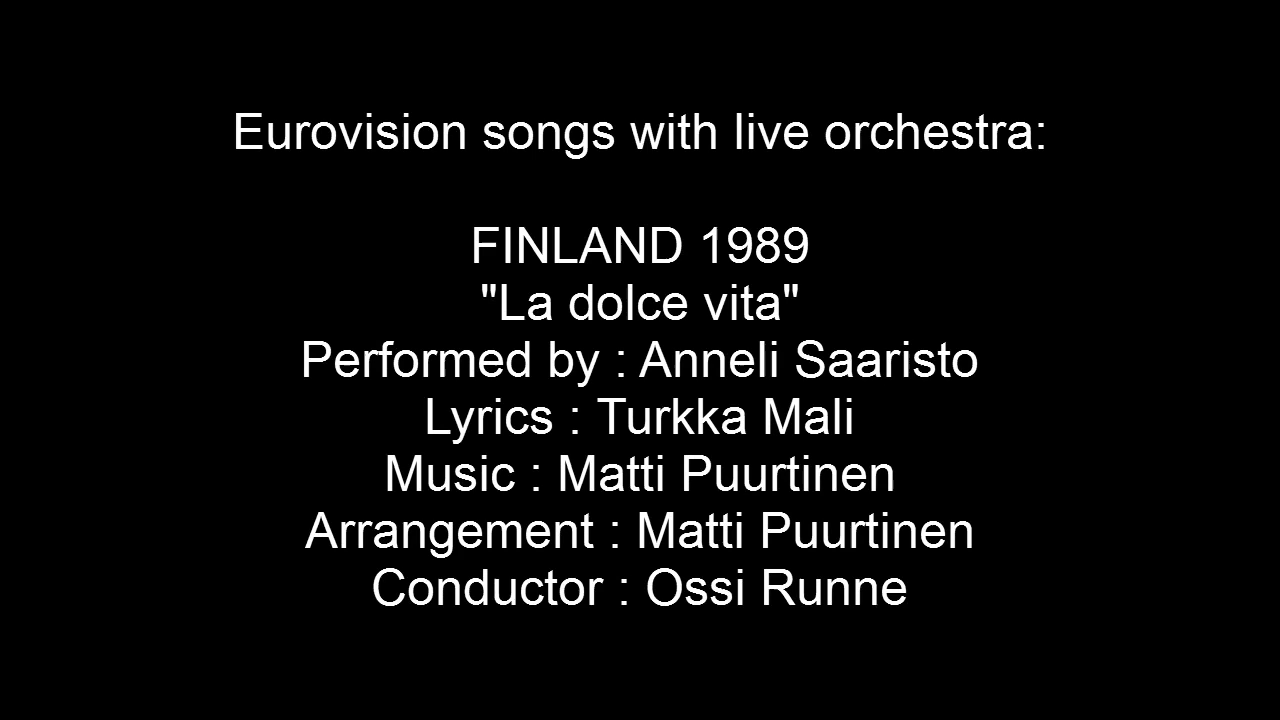 Eurovision songs with live orchestra:
FINLAND 1989
"La dolce vita"
Performed by : Anneli Saaristo
Lyrics : Turkka Mali
Music : Matti Puurtinen
Arrangement : Matti Puurtinen
Conductor : Ossi Runne